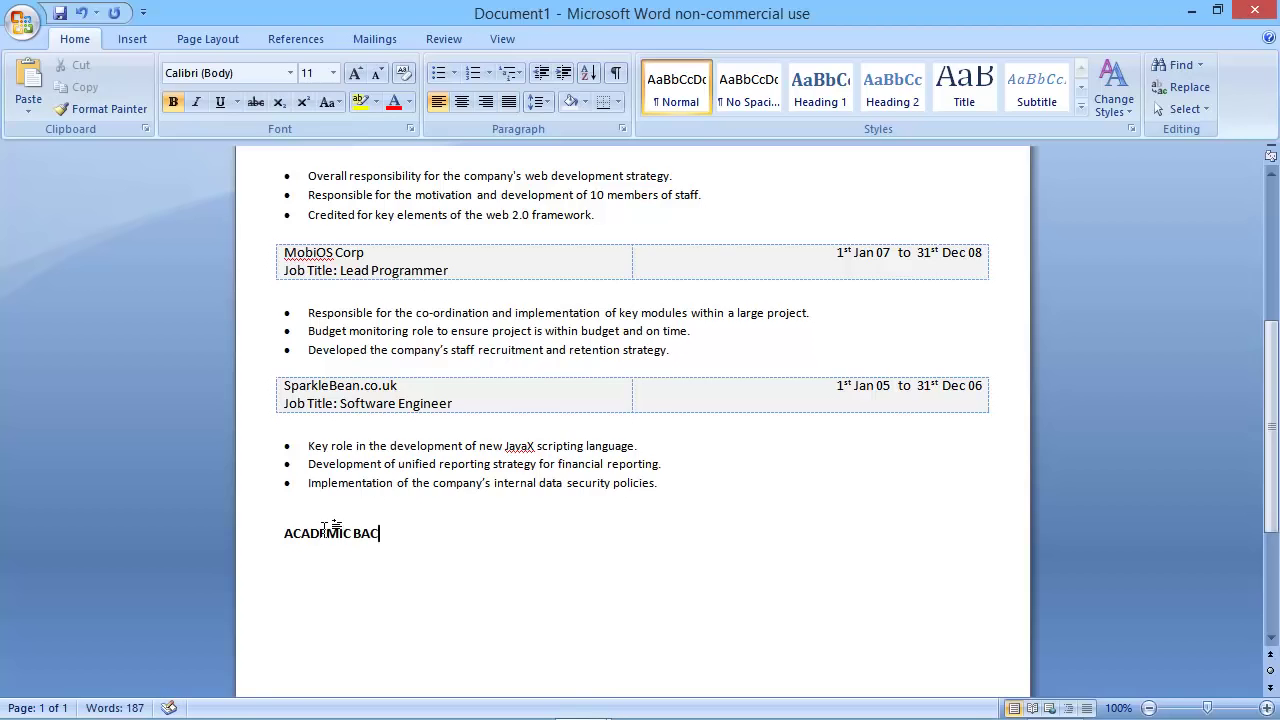 Document1 - Microsoft Word non-commercial use
Home Insert Page Layout References Mailings Review View
Paste
Cut
Copy
Format Painter
Clipboard
Calibri (Body) 11
Font
Paragraph
AaBbCcDc AaBbCcDc AaBbC AaBbCc AaB AaBbCc.
¶ Normal ¶ No Spaci... Heading 1 Heading 2 Title Subtitle
Change Styles
Styles
Find
Replace
Select
Editing
• Overall responsibility for the company's web development strategy.
• Responsible for the motivation and development of 10 members of staff.
• Credited for key elements of the web 2.0 framework.
MobiOS Corp 1st Jan 07 to 31st Dec 08
Job Title: Lead Programmer
• Responsible for the co-ordination and implementation of key modules within a large project.
• Budget monitoring role to ensure project is within budget and on time.
• Developed the company's staff recruitment and retention strategy.
SparkleBean.co.uk 1st Jan 05 to 31st Dec 06
Job Title: Software Engineer
• Key role in the development of new JavaX scripting language.
• Development of unified reporting strategy for financial reporting.
• Implementation of the company's internal data security policies.
ACADEMIC BAC
Page: 1 of 1 Words: 187 100%